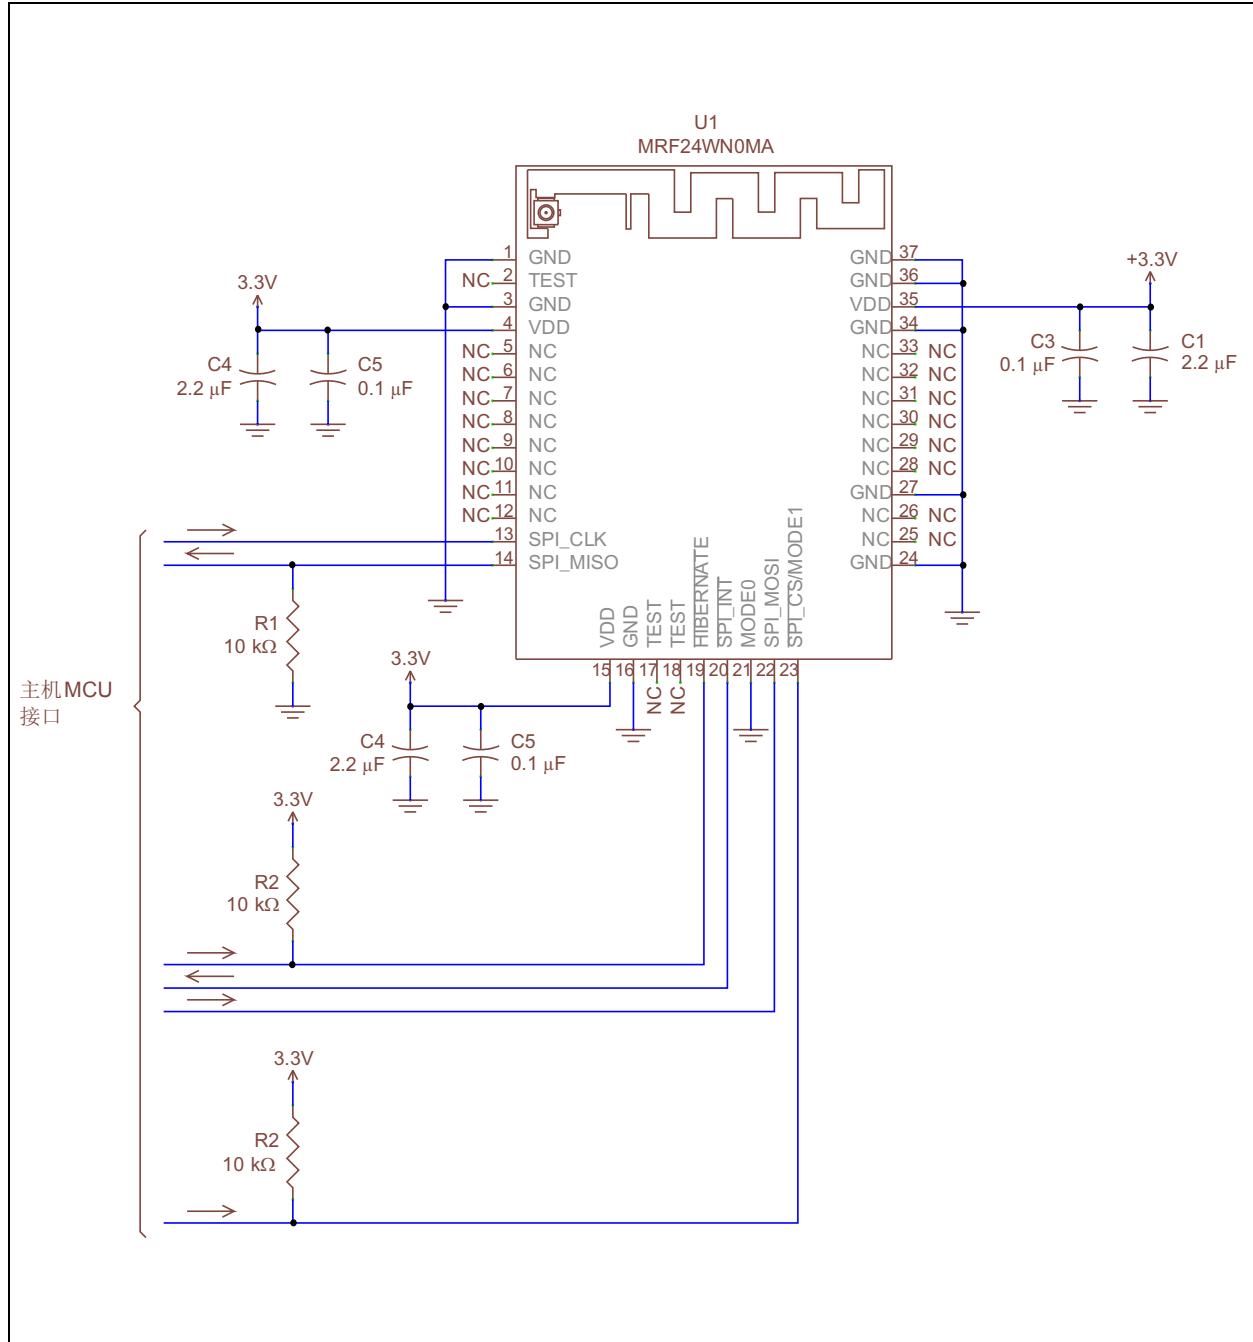 U1
MRF24WN0MA
1 GND
NC 2 TEST
3 GND
4 VDD
NC 5 NC
NC 6 NC
NC 7 NC
NC 8 NC
NC 9 NC
NC 10 NC
NC 11 NC
NC 12 NC
13 SPI_CLK
14 SPI_MISO
GND 37
GND 36
VDD 35
GND 34
NC 33 NC
NC 32 NC
NC 31 NC
NC 30 NC
NC 29 NC
NC 28 NC
GND 27
NC 26 NC
NC 25 NC
GND 24
VDD 15
GND 16
TEST 17 NC
TEST 18 NC
HIBERNATE 19
SPI_INT 20
MODE0 21
SPI_MOSI 22
SPI_CS/MODE1 23
3.3V
C4
2.2 μF
C5
0.1 μF
+3.3V
C3
0.1 μF
C1
2.2 μF
R1
10 kΩ
主机MCU
接口
3.3V
C4
2.2 μF
C5
0.1 μF
3.3V
R2
10 kΩ
3.3V
R2
10 kΩ